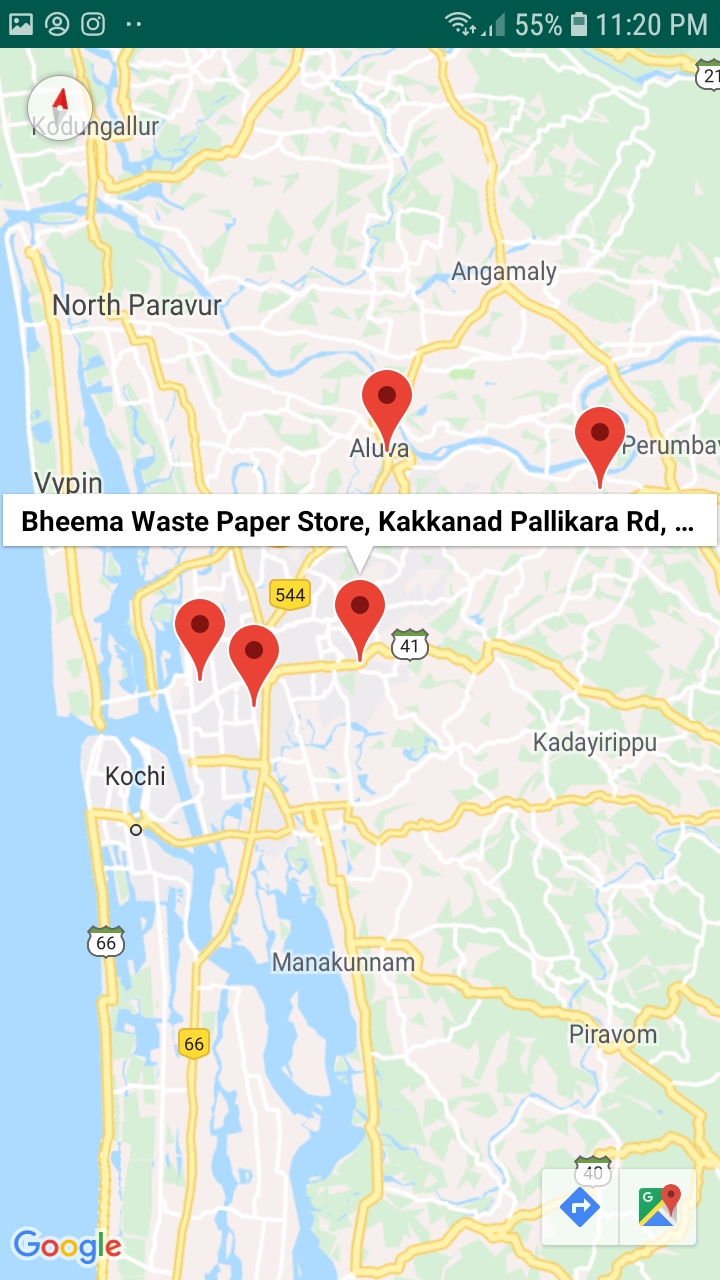 55% 11:20 PM
21
Kodungallur
Angamaly
North Paravur
Aluva
Perumbav
Vypin
Bheema Waste Paper Store, Kakkanad Pallikara Rd, ...
544
41
Kadayirippu
Kochi
66
Manakunnam
Piravom
66
40
G
Google